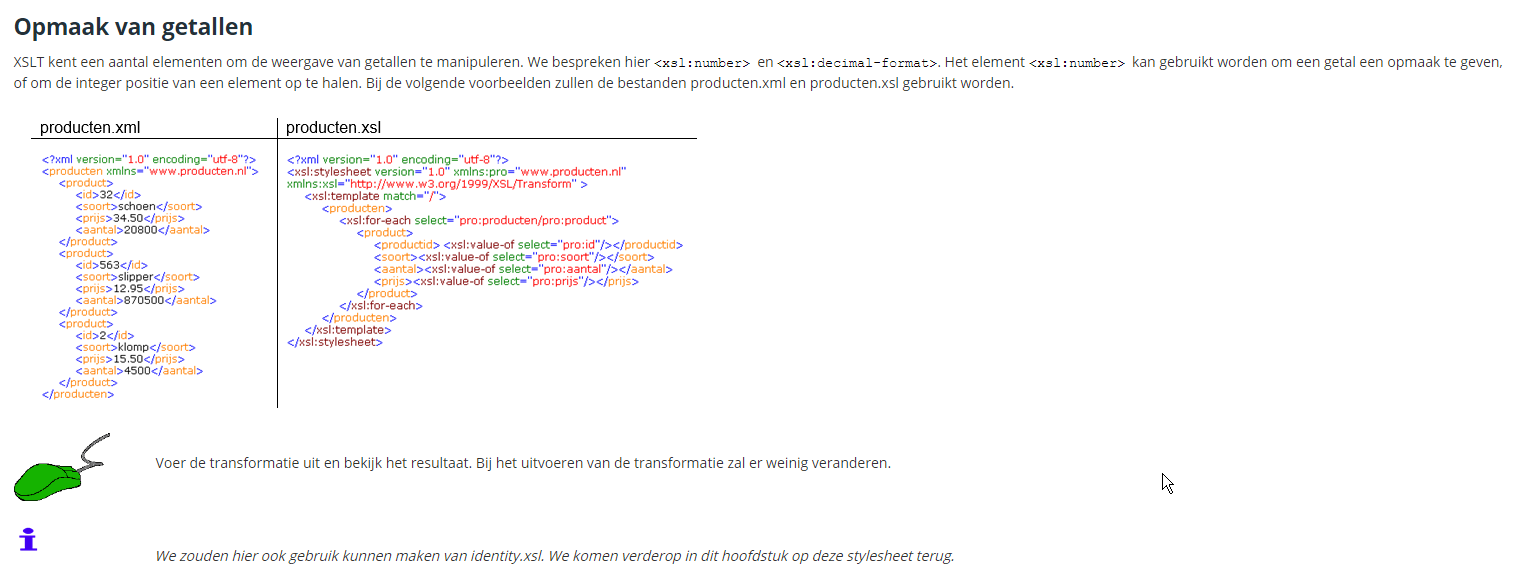 Opmaak van getallen
XSLT kent een aantal elementen om de weergave van getallen te manipuleren. We bespreken hier <xsl:number> en <xsl:decimal-format>. Het element <xsl:number> kan gebruikt worden om een getal een opmaak te geven,
of om de integer positie van een element op te halen. Bij de volgende voorbeelden zullen de bestanden producten.xml en producten.xsl gebruikt worden.
producten.xml
<?xml version="1.0" encoding="utf-8"?>
<producten xmlns="www.producten.nl">
<product>
<id>32</id>
<soort>schoen</soort>
<prijs>34.50</prijs>
<aantal>20800</aantal>
</product>
<product>
<id>563</id>
<soort>slipper</soort>
<prijs>12.95</prijs>
<aantal>870500</aantal>
</product>
<product>
<id>2</id>
<soort>klomp</soort>
<prijs>15.50</prijs>
<aantal>4500</aantal>
</product>
</producten>
producten.xsl
<?xml version="1.0" encoding="utf-8"?>
<xsl:stylesheet version="1.0" xmlns:pro="www.producten.nl"
xmlns:xsl="http://www.w3.org/1999/XSL/Transform" >
<xsl:template match="/">
<producten>
<xsl:for-each select="pro:producten/pro:product">
<product>
<productid> <xsl:value-of select="pro:id"/></productid>
<soort><xsl:value-of select="pro:soort"/></soort>
<aantal><xsl:value-of select="pro:aantal"/></aantal>
<prijs><xsl:value-of select="pro:prijs"/></prijs>
</product>
</xsl:for-each>
</producten>
</xsl:template>
</xsl:stylesheet>
Voer de transformatie uit en bekijk het resultaat. Bij het uitvoeren van de transformatie zal er weinig veranderen.
We zouden hier ook gebruik kunnen maken van identity.xsl. We komen verderop in dit hoofdstuk op deze stylesheet terug.